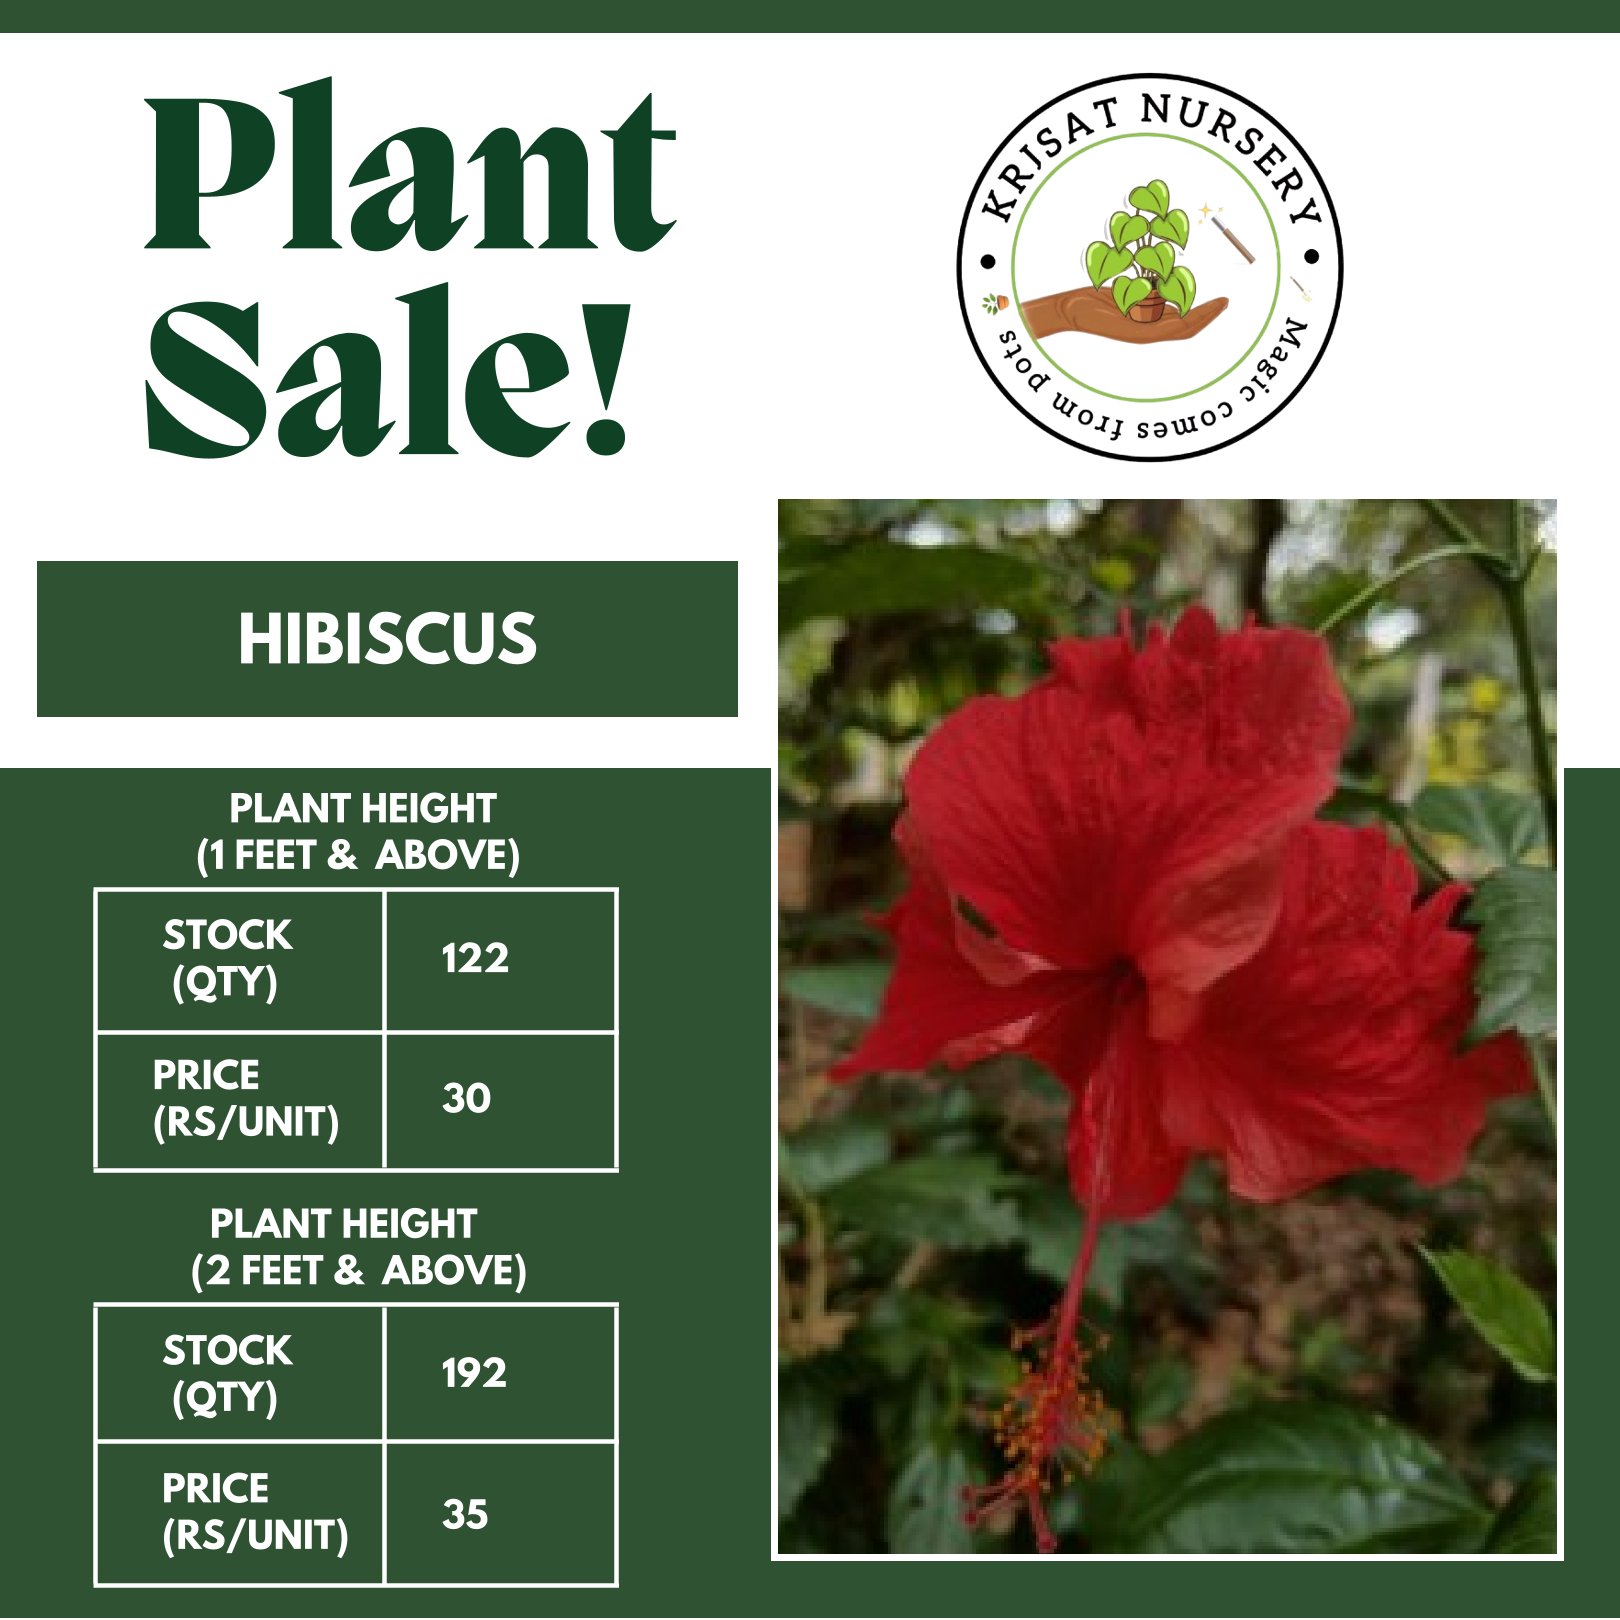 Plant
Sale!
KRISAT NURSERY
Magic comes from pots
HIBISCUS
PLANT HEIGHT
(1 FEET & ABOVE)
STOCK
(QTY)
122
PRICE
(RS/UNIT)
30
PLANT HEIGHT
(2 FEET & ABOVE)
STOCK
(QTY)
192
PRICE
(RS/UNIT)
35